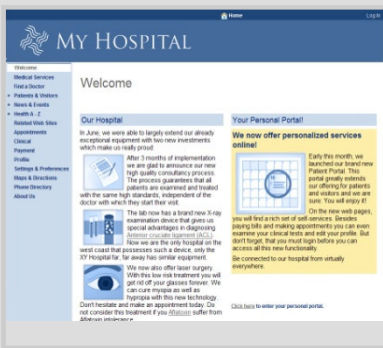 Home
Log In
MY HOSPITAL
Welcome
Medical Services
Find a Doctor
Patients & Visitors
News & Events
Health A - Z
Related Web Sites
Appointments
Clinical
Payment
Profile
Settings & Preferences
Maps & Directions
Phone Directory
About Us
Welcome
Our Hospital
In June, we were able to largely extend our already
exceptional equipment with two new investments
which make us really proud:
After 3 months of implementation
we are glad to announce our new
high quality consultancy process.
The process guarantees that all
patients are examined and treated
with the same high standards, independent of the
doctor with which they start their visit.
The lab now has a brand new X-ray
examination device that gives us
special advantages in diagnosing
Anterior cruciate ligament (ACL).
Now we are the only hospital on the
west coast that possesses such a device, only the
XY Hospital far, far away has similar equipment.
We now also offer laser surgery.
With this low risk treatment you will
get rid off your glasses forever. We
can cure myopia as well as
hypropia with this new technology.
Don't hesitate and make an appointment today. Do
not consider this treatment if you Aflatoxin suffer from
Aflatoxin intolerance.
Your Personal Portal!
We now offer personalized services
online!
Early this month, we
launched our brand new
Patient Portal. This
portal greatly extends
our offering for patients
and visitors and we are
sure: You will enjoy it!
On the new web pages,
you will find a rich set of self-services. Besides
paying bills and making appointments you can even
examine your clinical tests and edit your profile. But
don't forget, that you must login before you can
access all this new functionality.
Be connected to our hospital from virtually
everywhere.
Click here to enter your personal portal.